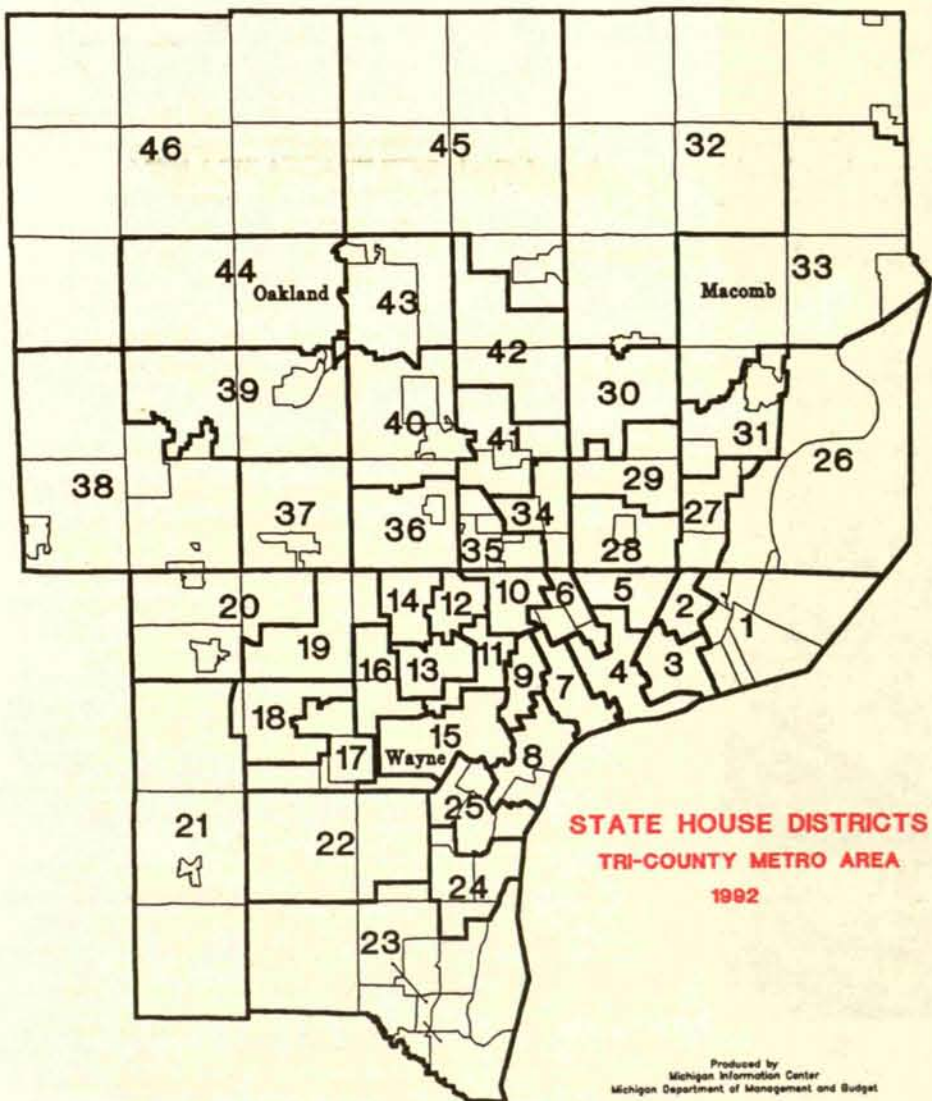 46 45 32
44 43 33
Oakland Macomb
42
39 30
40 41 31
38 37 29 26
36 34 27
35 28
20 14 12 10 6 5 2 1
19 16 13 11 9 7 4 3
18 15
17 Wayne 8
21 22 25
24
23
STATE HOUSE DISTRICTS
TRI-COUNTY METRO AREA
1992
Produced by
Michigan Information Center
Michigan Department of Management and Budget